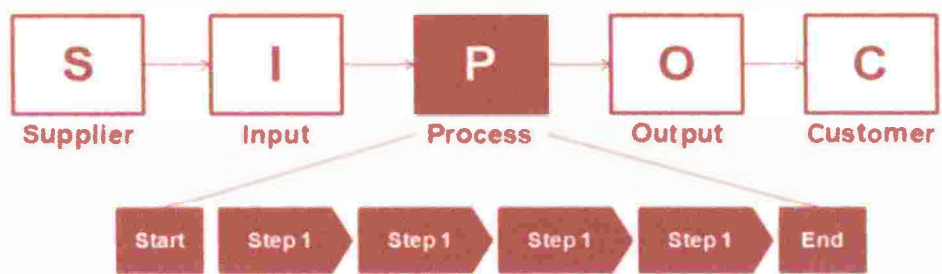 S I P O C
Supplier Input Process Output Customer
Start Step 1 Step 1 Step 1 Step 1 End